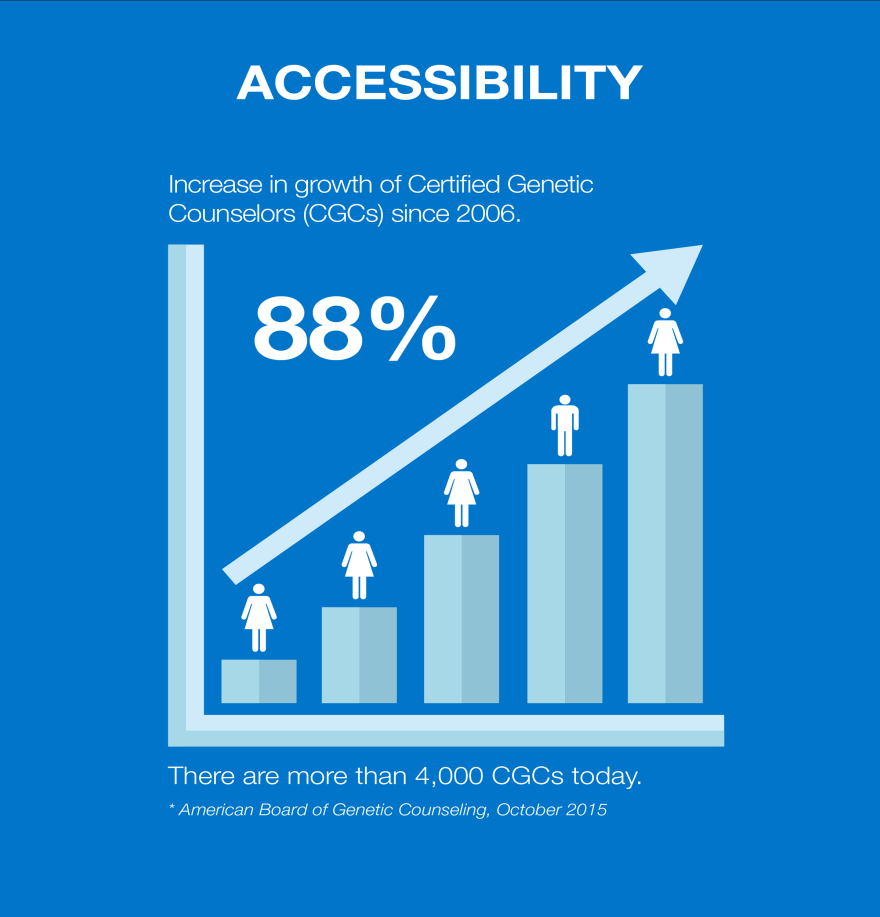 ACCESSIBILITY
Increase in growth of Certified Genetic
Counselors (CGCs) since 2006.
88%
There are more than 4,000 CGCs today.
* American Board of Genetic Counseling, October 2015